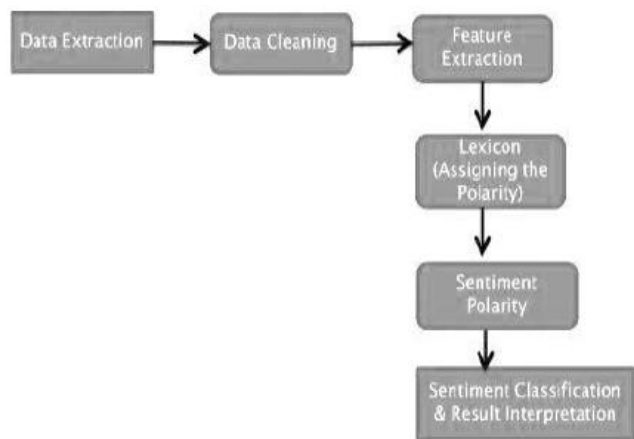 Data Extraction
Data Cleaning
Feature
Extraction
Lexicon
(Assigning the
Polarity)
Sentiment
Polarity
Sentiment Classification
& Result Interpretation